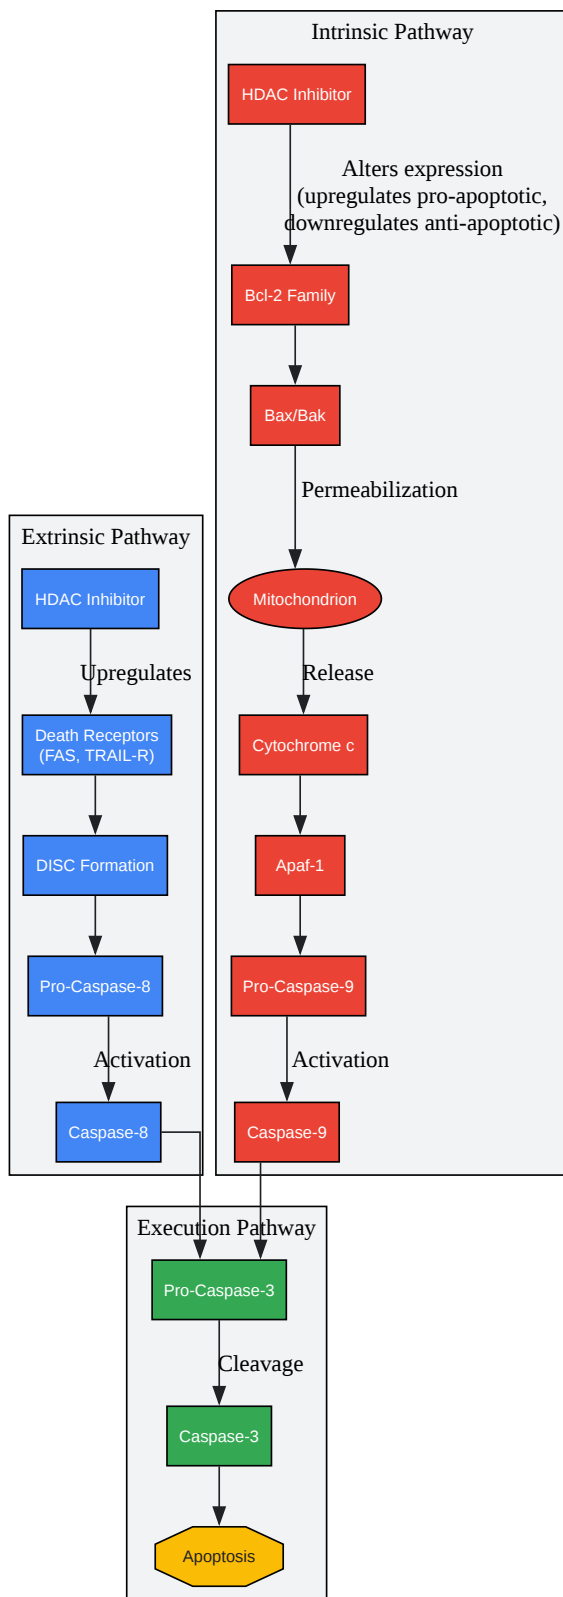 Intrinsic Pathway
HDAC Inhibitor
Alters expression
(upregulates pro-apoptotic,
downregulates anti-apoptotic)
Bcl-2 Family
Bax/Bak
Permeabilization
Mitochondrion
Release
Cytochrome c
Apaf-1
Pro-Caspase-9
Activation
Caspase-9
Extrinsic Pathway
HDAC Inhibitor
Upregulates
Death Receptors
(FAS, TRAIL-R)
DISC Formation
Pro-Caspase-8
Activation
Caspase-8
Execution Pathway
Pro-Caspase-3
Cleavage
Caspase-3
Apoptosis